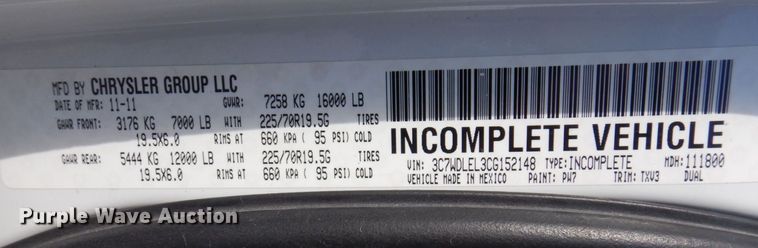 MFD BY CHRYSLER GROUP LLC
DATE OF MFR: 11-11 GVWR: 7258 KG 16000 LB
GAWR FRONT: 3176 KG 7000 LB 225/70R19.5G TIRES
19.5X6.0 RIMS AT 660 KPA ( 95 PSI) COLD
GAWR REAR: 5444 KG 12000 LB 225/70R19.5G TIRES
19.5X6.0 RIMS AT 660 KPA ( 95 PSI) COLD
INCOMPLETE VEHICLE
VIN: 3C7WDLEL3CG152148 TYPE: INCOMPLETE MDH: 111800
VEHICLE MADE IN MEXICO PAINT: PW7 TRIM: TXV3 DUAL
Purple Wave Auction